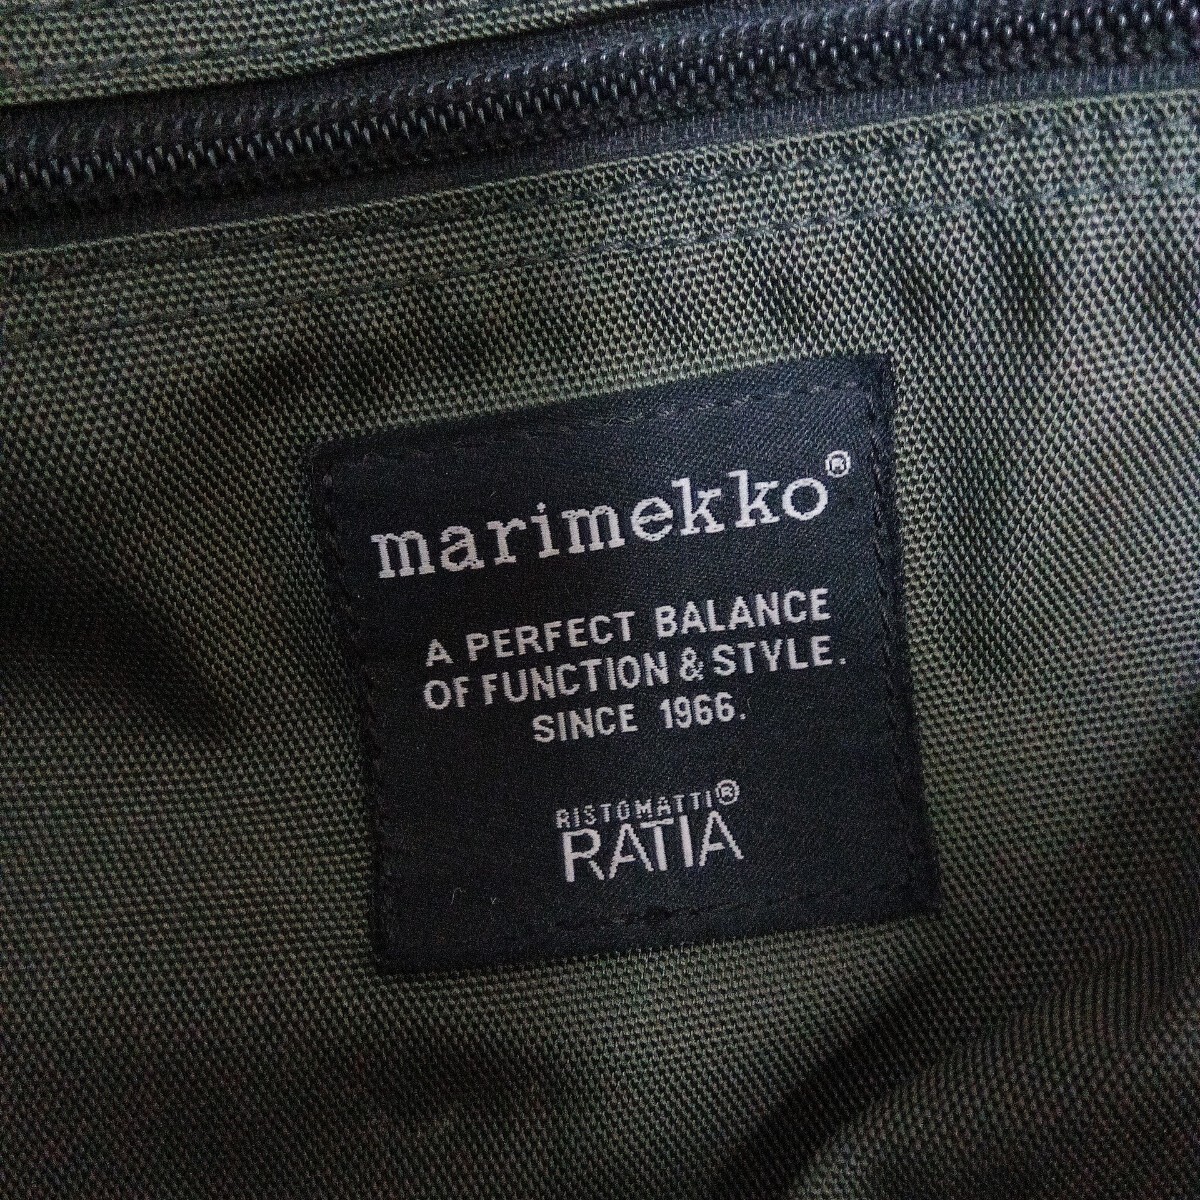 marimekko®
A PERFECT BALANCE
OF FUNCTION & STYLE.
SINCE 1966.
RISTOMATTI®
RATIA